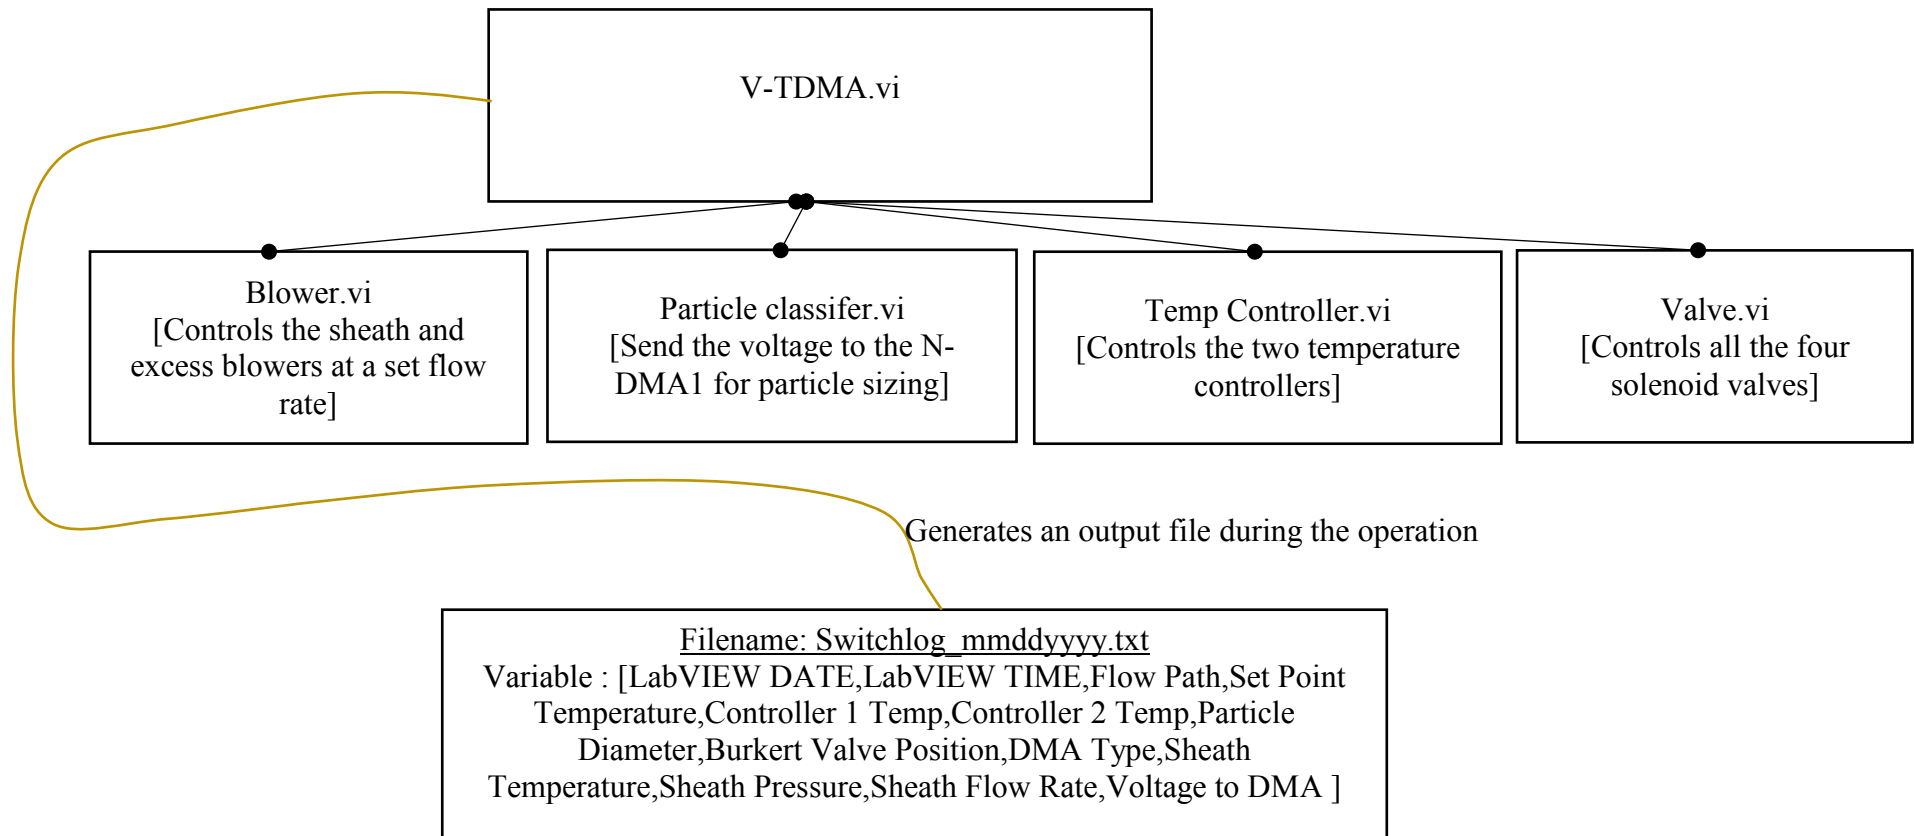 V-TDMA.vi
Blower.vi
[Controls the sheath and
excess blowers at a set flow
rate]
Particle classifer.vi
[Send the voltage to the N-
DMA1 for particle sizing]
Temp Controller.vi
[Controls the two temperature
controllers]
Valve.vi
[Controls all the four
solenoid valves]
Generates an output file during the operation
Filename: Switchlog_mmddyyyy.txt
Variable : [LabVIEW DATE,LabVIEW TIME,Flow Path,Set Point
Temperature,Controller 1 Temp,Controller 2 Temp,Particle
Diameter,Burkert Valve Position,DMA Type,Sheath
Temperature,Sheath Pressure,Sheath Flow Rate,Voltage to DMA ]